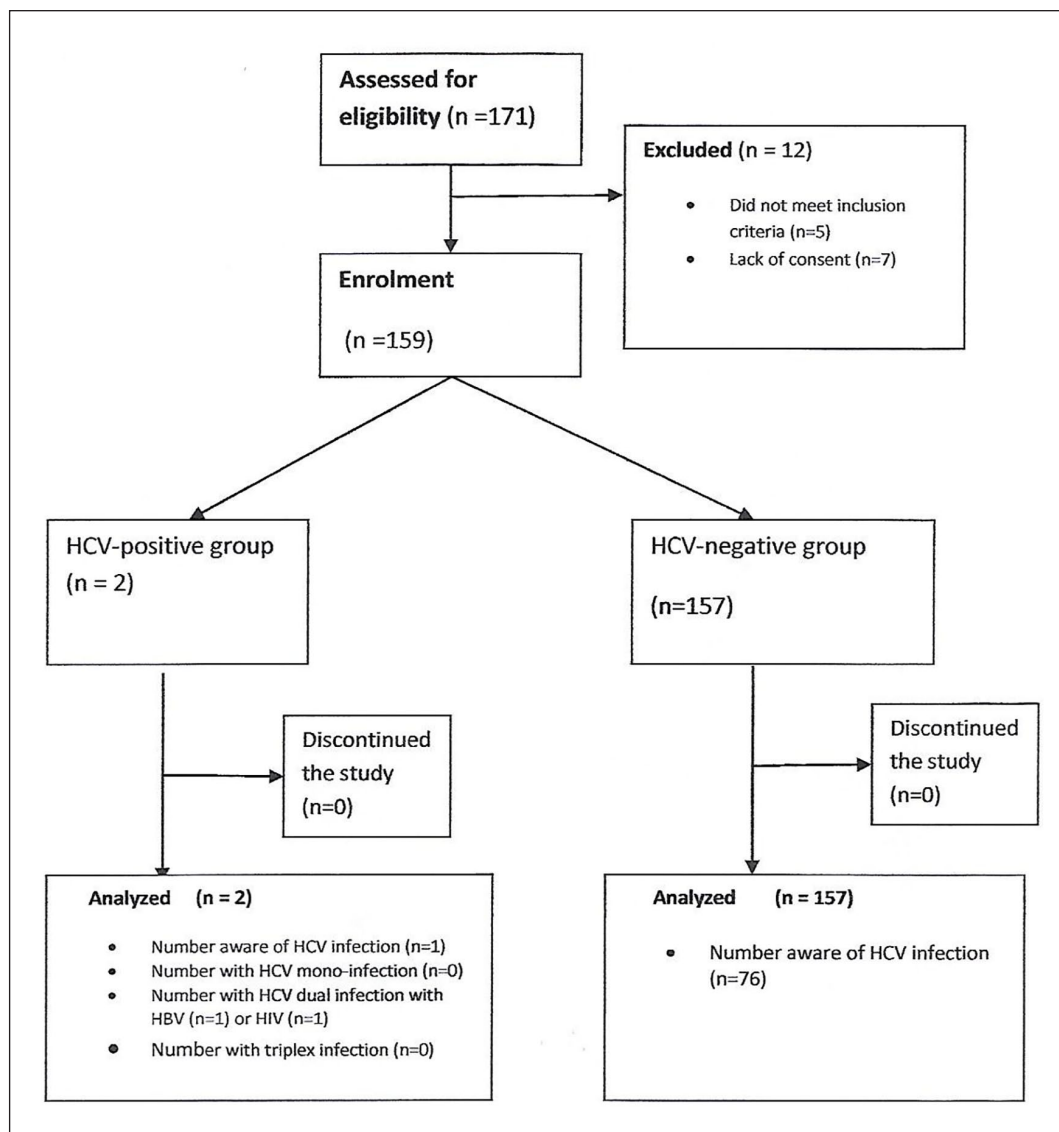 Assessed for
eligibility (n =171)
Excluded (n = 12)
• Did not meet inclusion
criteria (n=5)
• Lack of consent (n=7)
Enrolment
(n =159)
HCV-positive group
(n = 2)
HCV-negative group
(n=157)
Discontinued
the study
(n=0)
Discontinued
the study
(n=0)
Analyzed (n = 2)
• Number aware of HCV infection (n=1)
• Number with HCV mono-infection (n=0)
• Number with HCV dual infection with
HBV (n=1) or HIV (n=1)
• Number with triplex infection (n=0)
Analyzed (n = 157)
• Number aware of HCV infection
(n=76)